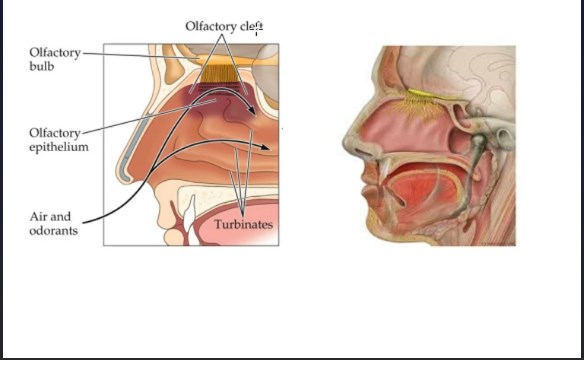 Olfactory cleft
Olfactory
bulb
Olfactory
epithelium
Air and
odorants
Turbinates